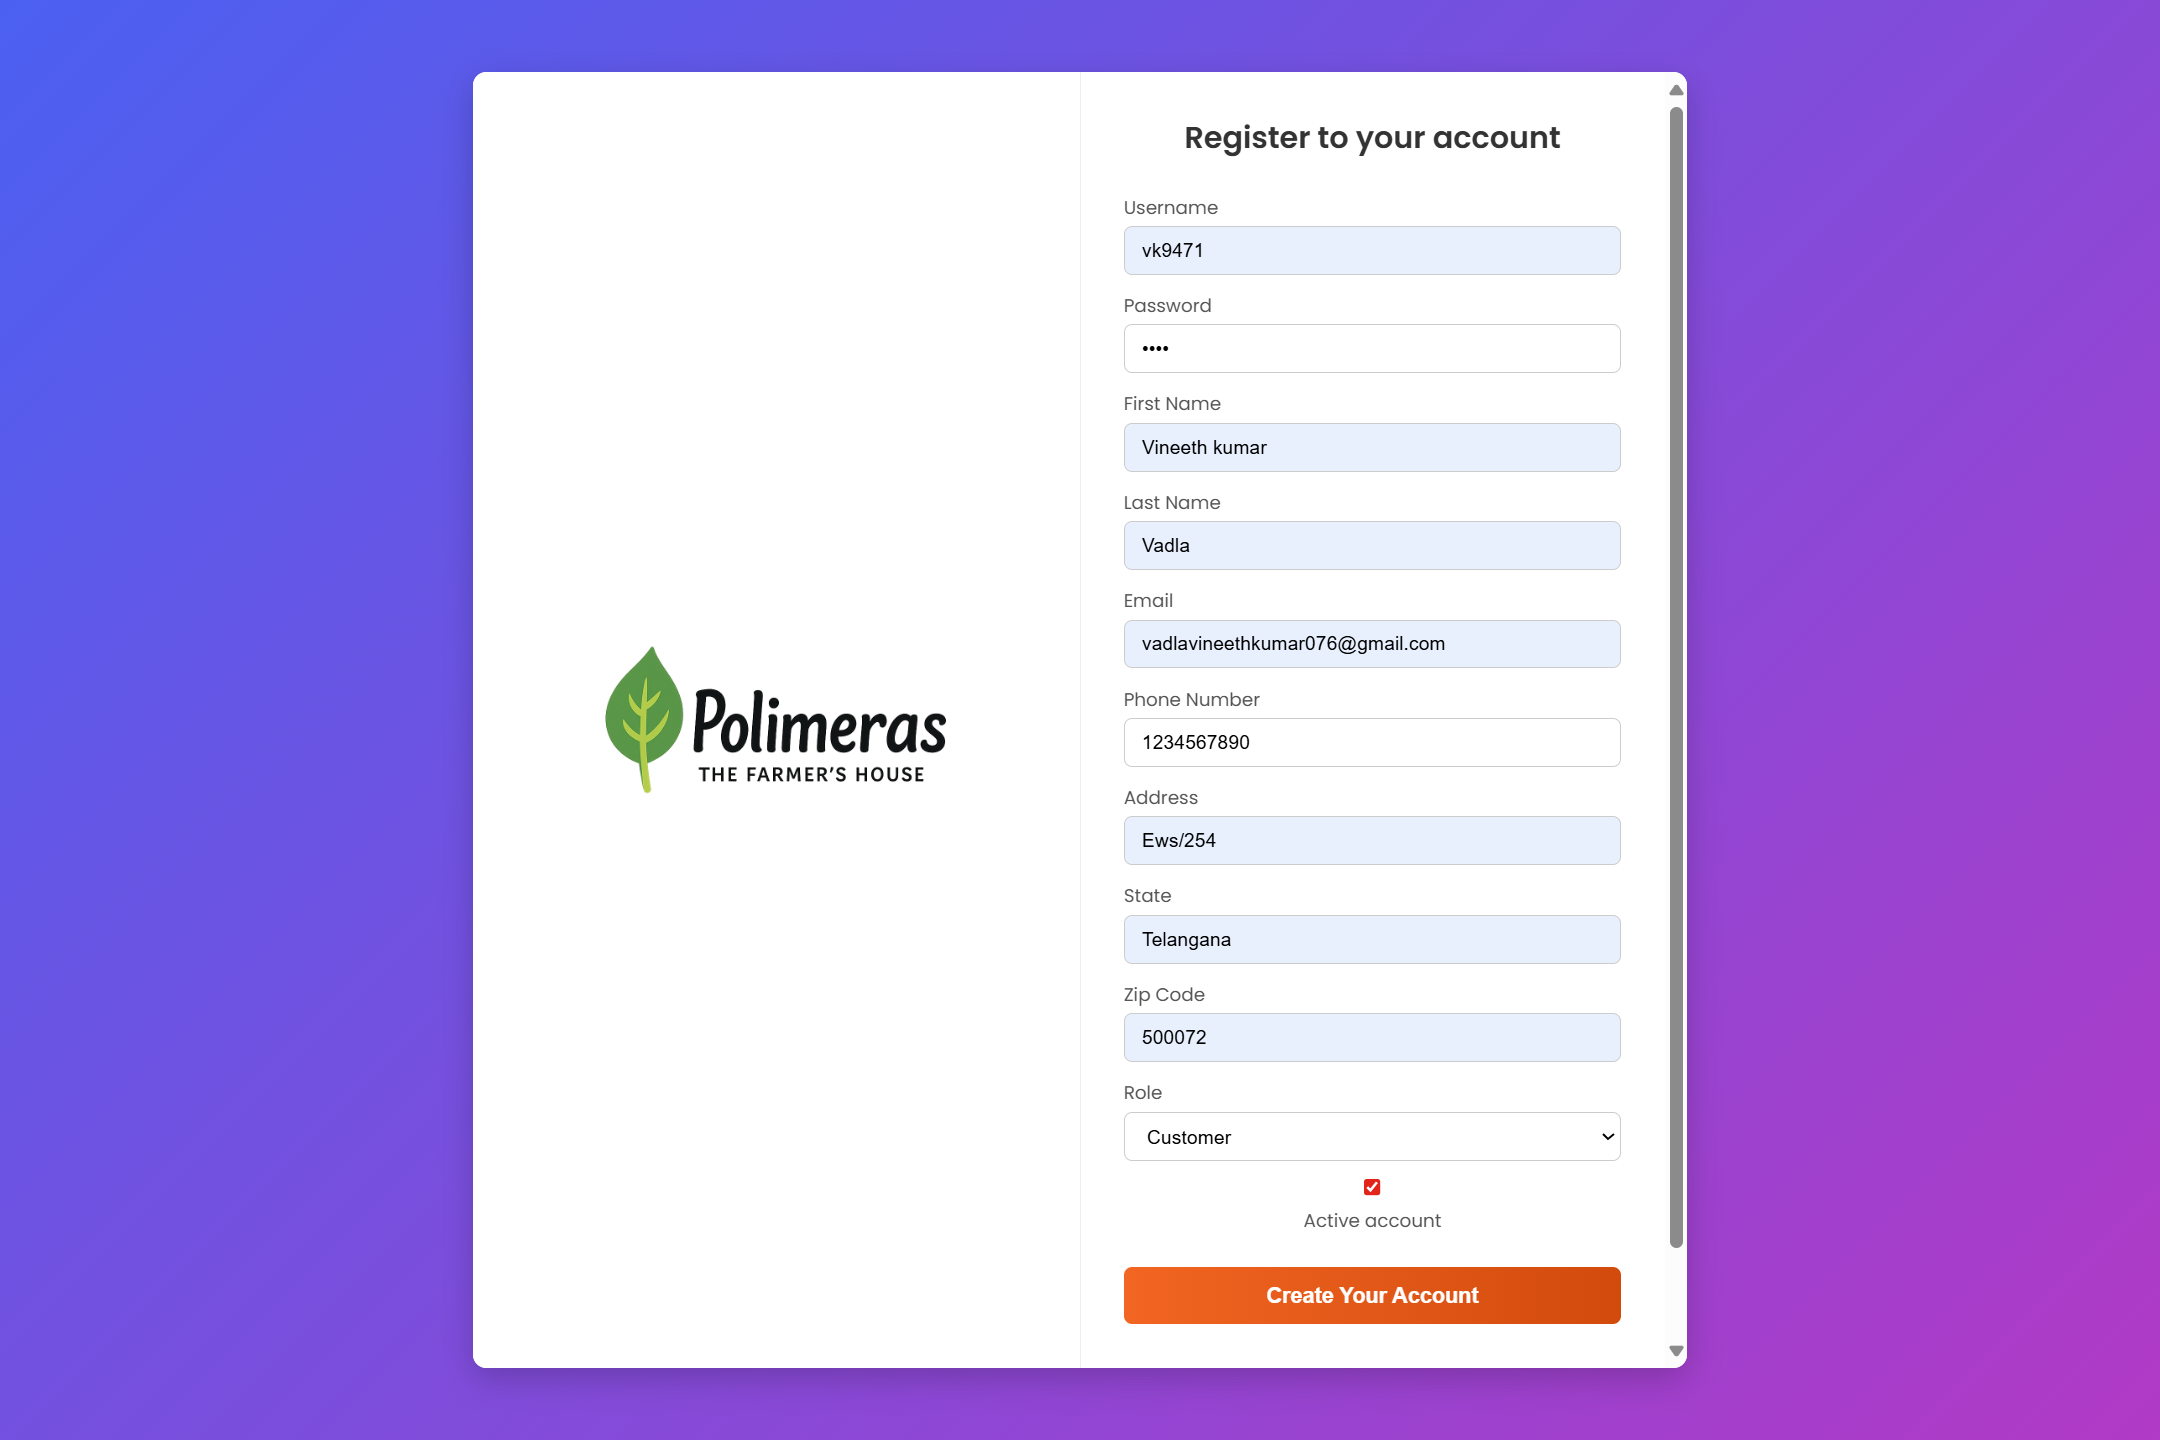 Polimeras
THE FARMER'S HOUSE
Register to your account
Username
vk9471
Password
••••
First Name
Vineeth kumar
Last Name
Vadla
Email
vadlavineethkumar076@gmail.com
Phone Number
1234567890
Address
Ews/254
State
Telangana
Zip Code
500072
Role
Customer
Active account
Create Your Account